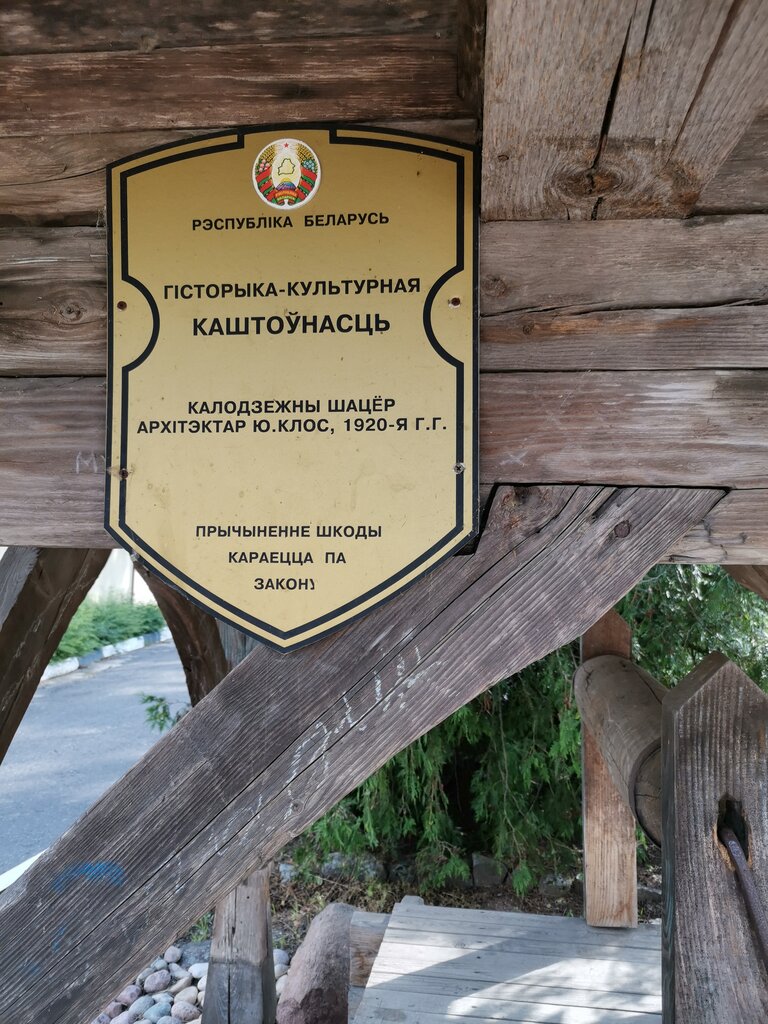 РЭСПУБЛІКА БЕЛАРУСЬ
ГІСТОРЫКА-КУЛЬТУРНАЯ
КАШТОЎНАСЦЬ
КАЛОДЗЕЖНЫ ШАЦЁР
АРХІТЭКТАР Ю.КЛОС, 1920-Я Г.Г.
ПРЫЧЫНЕННЕ ШКОДЫ
КАРАЕЦЦА ПА
ЗАКОНУ